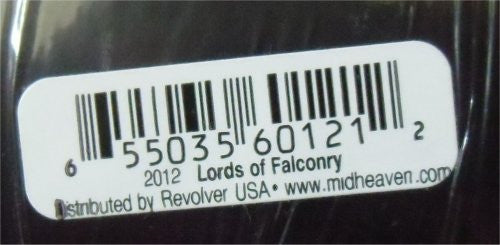 6 55035 60121 2
2012 Lords of Falconry
Distributed by Revolver USA • www.midheaven.com